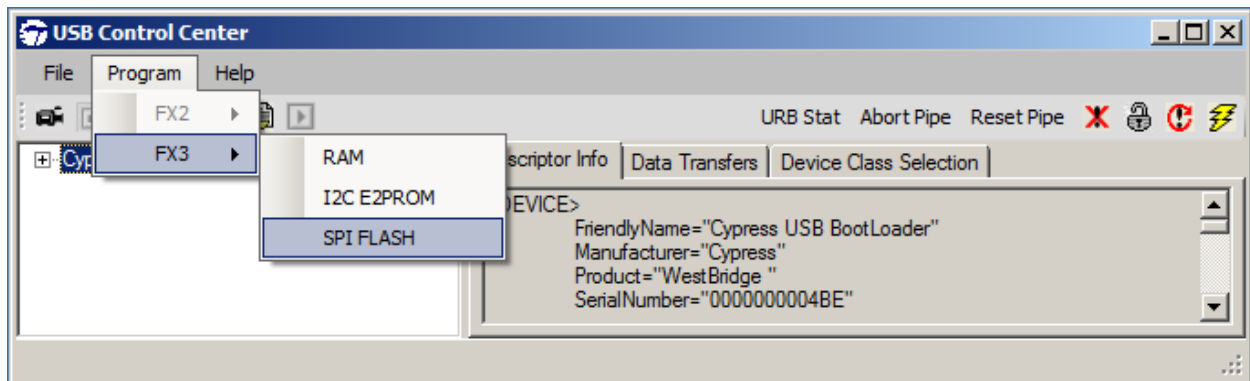 USB Control Center
File Program Help
FX2
URB Stat Abort Pipe Reset Pipe
FX3
RAM
I2C E2PROM
SPI FLASH
Cyp
scriptor Info Data Transfers Device Class Selection
DEVICE>
FriendlyName="Cypress USB BootLoader"
Manufacturer="Cypress"
Product="WestBridge "
SerialNumber="0000000004BE"